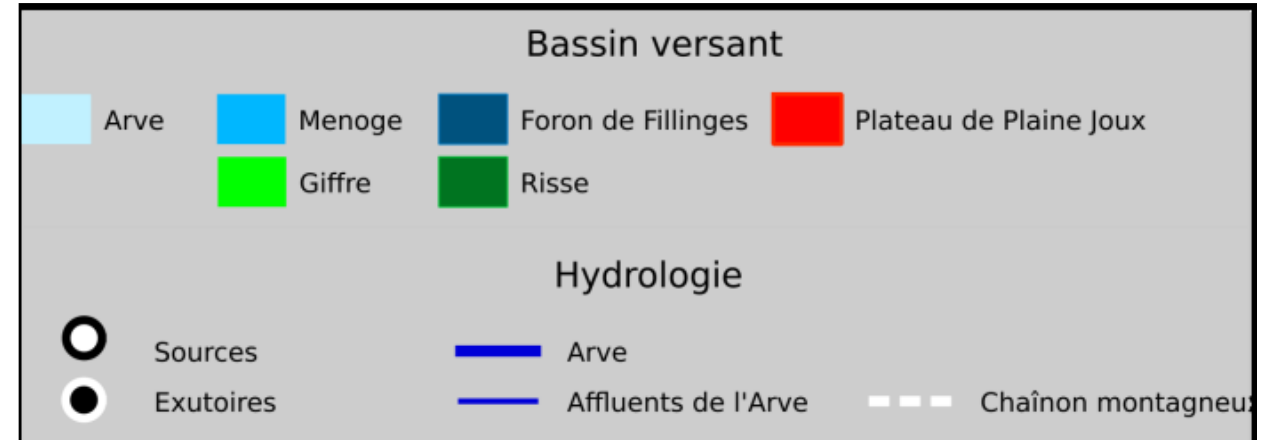 Bassin versant
Arve Menoge Foron de Fillinges Plateau de Plaine Joux
Giffre Risse
Hydrologie
Sources Arve
Exutoires Affluents de l'Arve Chaînon montagneux